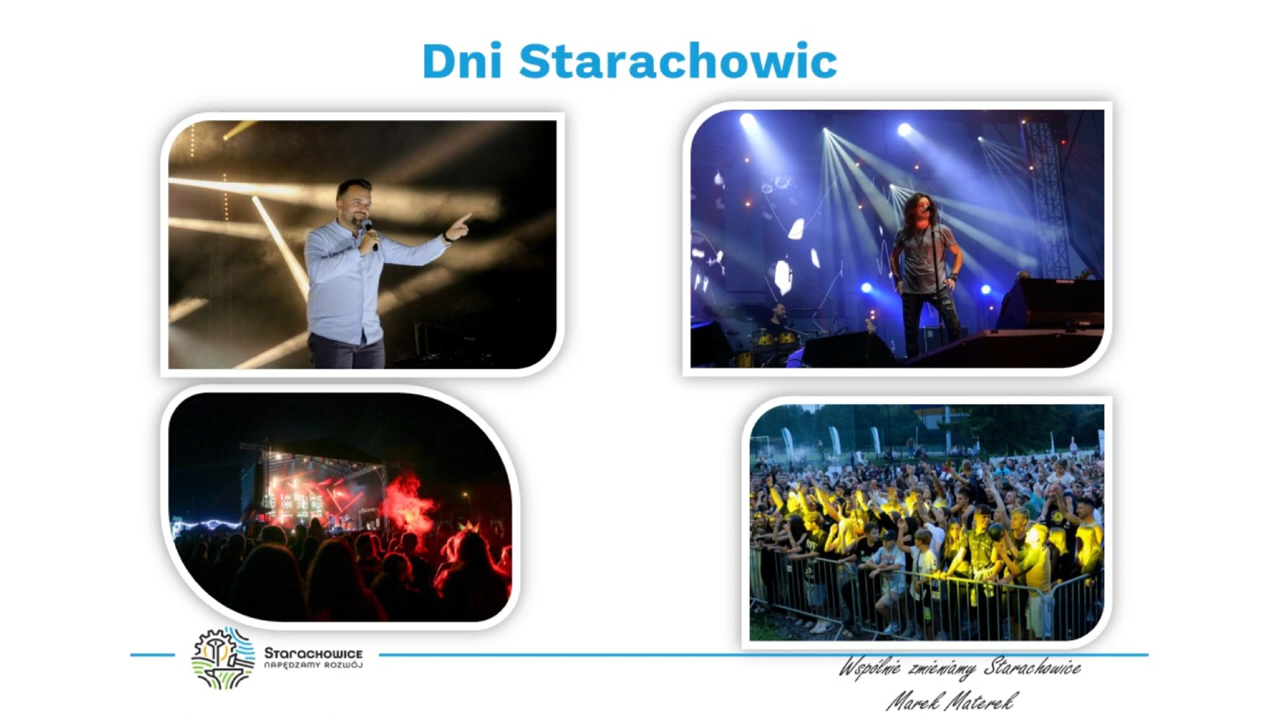 Dni Starachowic
Starachowice
NAPĘDZAMY ROZWÓJ
Wspólnie zmieniamy Starachowice
Marek Materek